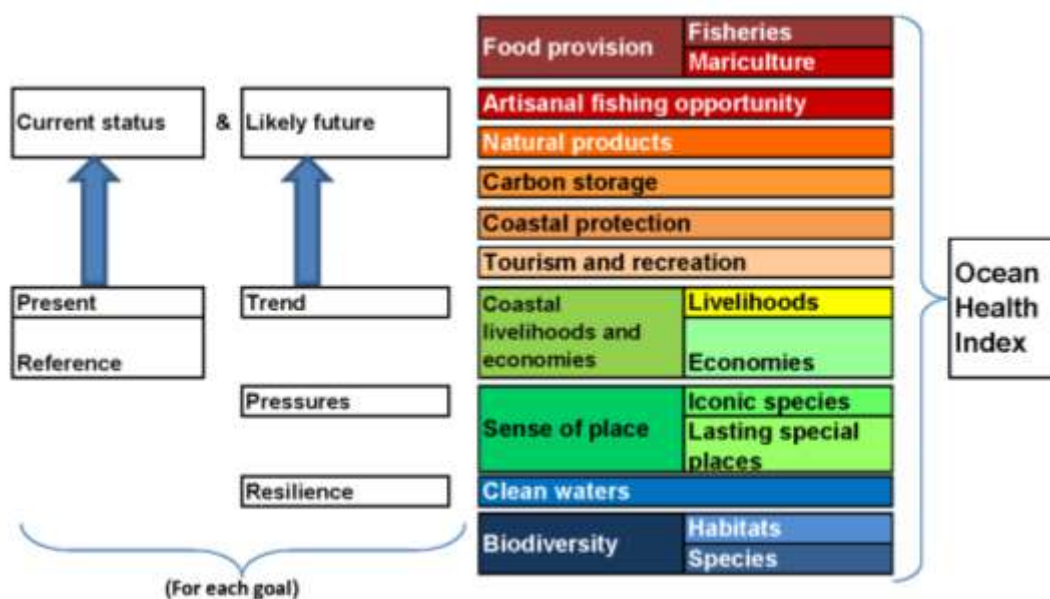 Current status
&
Likely future
Present
Reference
Trend
Pressures
Resilience
(For each goal)
Food provision
Fisheries
Mariculture
Artisanal fishing opportunity
Natural products
Carbon storage
Coastal protection
Tourism and recreation
Coastal
livelihoods and
economies
Livelihoods
Economies
Sense of place
Iconic species
Lasting special
places
Clean waters
Biodiversity
Habitats
Species
Ocean
Health
Index